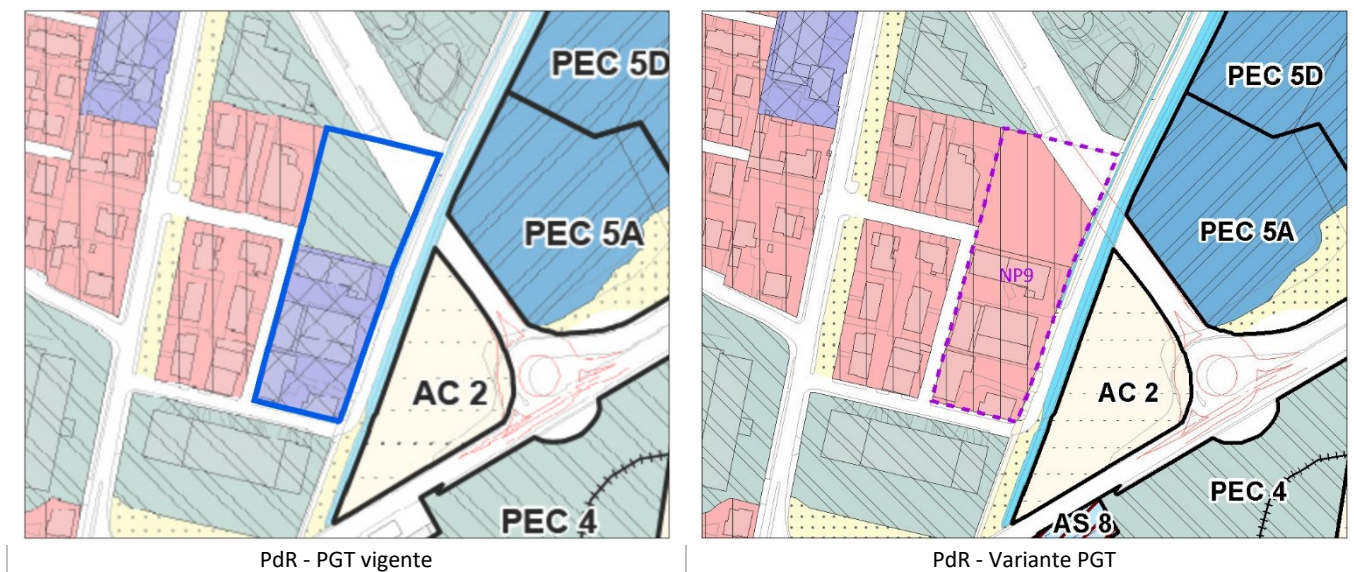 PEC 5D
PEC 5A
AC 2
PEC 4
PdR - PGT vigente
PEC 5D
PEC 5A
NP9
AC 2
PEC 4
AS 8
PdR - Variante PGT